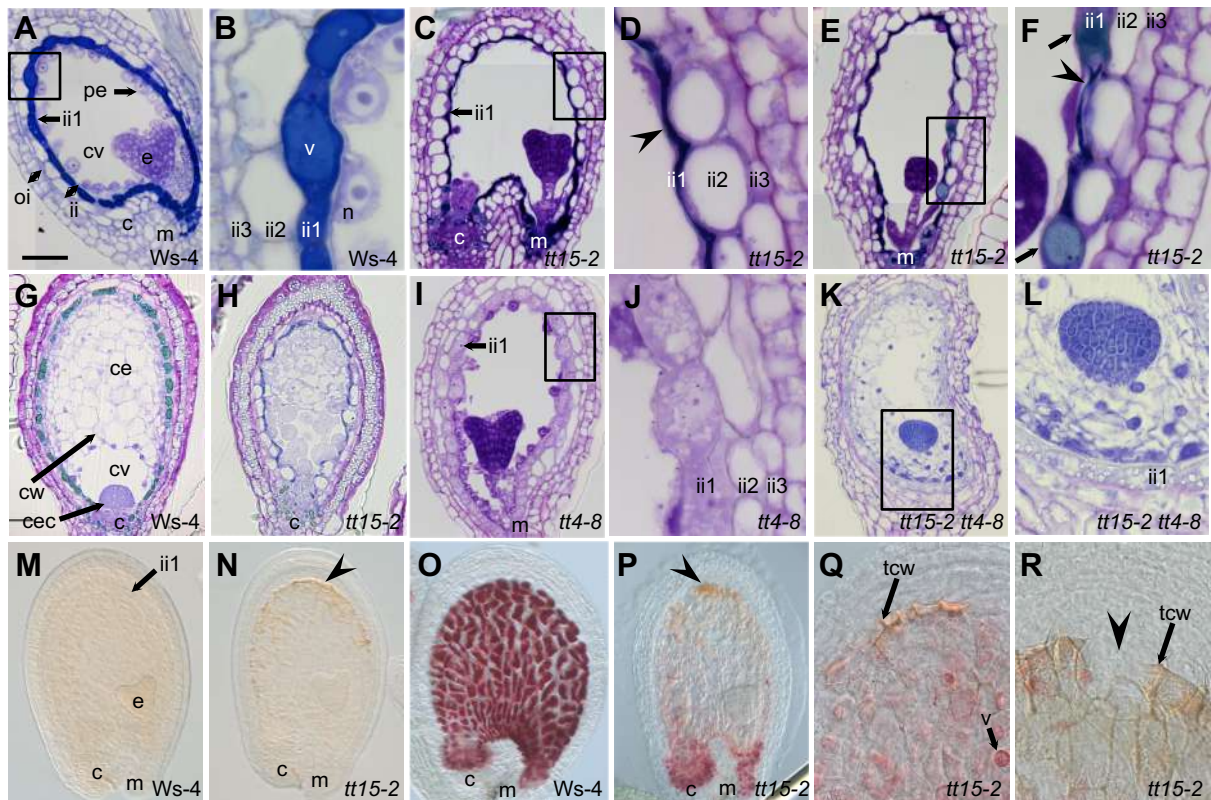 A
pe
ii1
cv
e
oi
ii
c
m
Ws-4
B
v
n
ii3
ii2
ii1
Ws-4
C
ii1
c
m
tt15-2
D
ii1
ii2
ii3
tt15-2
E
m
tt15-2
F
ii1
ii2
ii3
tt15-2
G
ce
cv
cw
cec
c
Ws-4
H
c
tt15-2
I
ii1
m
tt4-8
J
ii1
ii2
ii3
tt4-8
K
tt15-2 tt4-8
L
ii1
tt15-2 tt4-8
M
ii1
e
c
m
Ws-4
N
c
m
tt15-2
O
c
m
Ws-4
P
c
m
tt15-2
Q
tcw
v
tt15-2
R
tcw
tt15-2